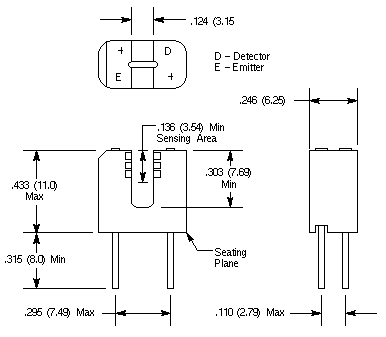 .124 (3.15
+ D
E +
D – Detector
E – Emitter
.246 (6.25)
.136 (3.54) Min
Sensing Area
.433 (11.0)
Max
.303 (7.69)
Min
.315 (8.0) Min
Seating
Plane
.295 (7.49) Max
.110 (2.79) Max